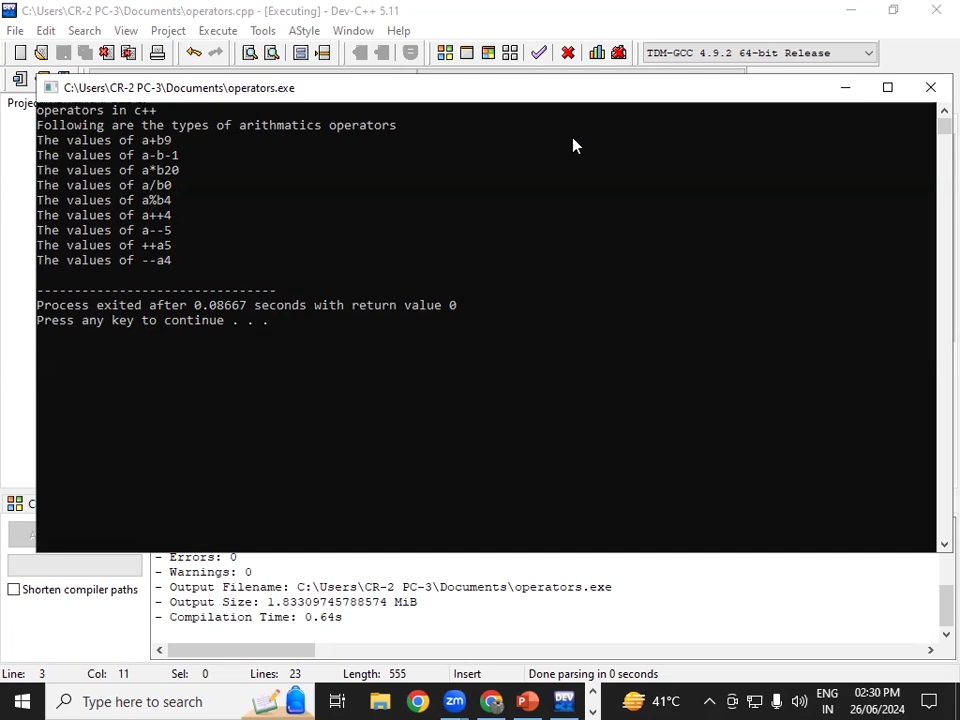 C:\Users\CR-2 PC-3\Documents\operators.cpp - [Executing] - Dev-C++ 5.11
File Edit Search View Project Execute Tools AStyle Window Help
TDM-GCC 4.9.2 64-bit Release
C:\Users\CR-2 PC-3\Documents\operators.exe
Projec
operators in c++
Following are the types of arithmatics operators
The values of a+b9
The values of a-b-1
The values of a*b20
The values of a/b0
The values of a%b4
The values of a++4
The values of a--5
The values of ++a5
The values of --a4
--------------------------------
Process exited after 0.08667 seconds with return value 0
Press any key to continue . . .
C
- Errors: 0
- Warnings: 0
- Output Filename: C:\Users\CR-2 PC-3\Documents\operators.exe
- Output Size: 1.83309745788574 MiB
- Compilation Time: 0.64s
Shorten compiler paths
Line: 3 Col: 11 Sel: 0 Lines: 23 Length: 555 Insert Done parsing in 0 seconds
Type here to search
zm
DEV
41°C
ENG
IN
02:30 PM
26/06/2024